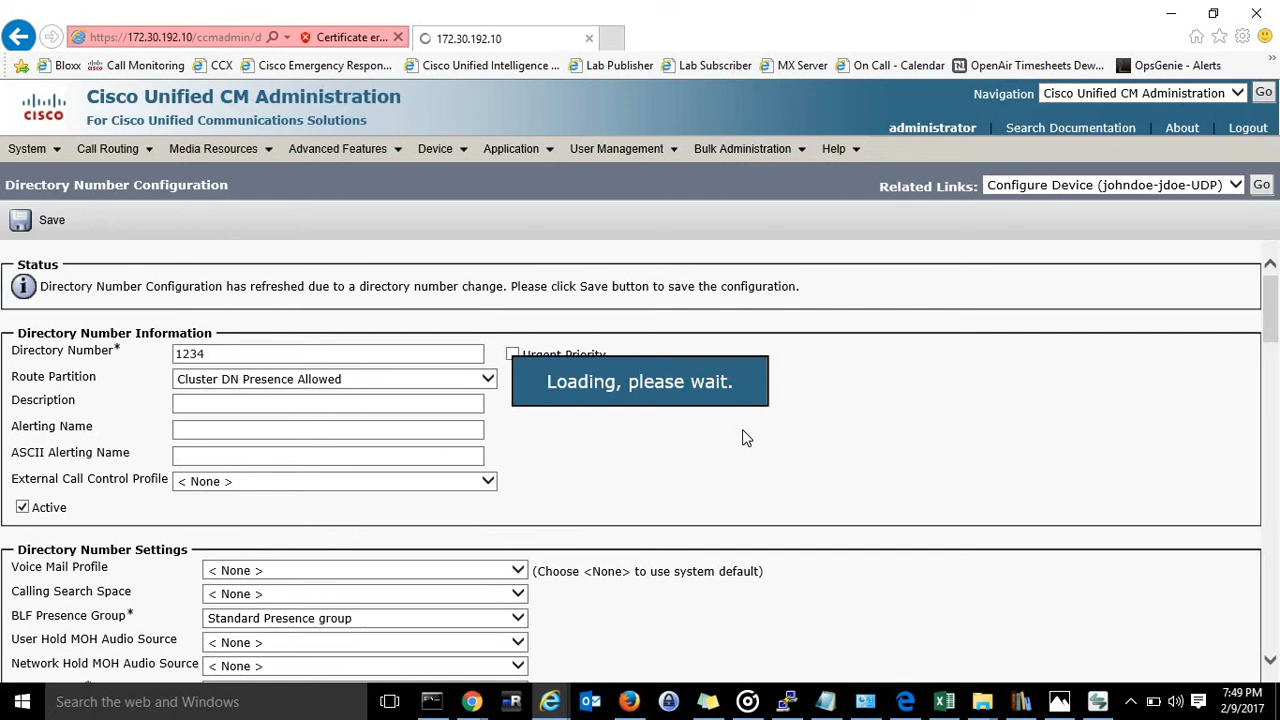 https://172.30.192.10/ccmadmin/d
Certificate er...
172.30.192.10
Bloxx
Call Monitoring
CCX
Cisco Emergency Respon...
Cisco Unified Intelligence ...
Lab Publisher
Lab Subscriber
MX Server
On Call - Calendar
OpenAir Timesheets Dew...
OpsGenie - Alerts
CISCO
Cisco Unified CM Administration
For Cisco Unified Communications Solutions
Navigation Cisco Unified CM Administration Go
administrator | Search Documentation | About | Logout
System Call Routing Media Resources Advanced Features Device Application User Management Bulk Administration Help
Directory Number Configuration
Related Links: Configure Device (johndoe-jdoe-UDP) Go
Save
Status
Directory Number Configuration has refreshed due to a directory number change. Please click Save button to save the configuration.
Directory Number Information
Directory Number* 1234 Urgent Priority
Route Partition Cluster DN Presence Allowed
Loading, please wait.
Description
Alerting Name
ASCII Alerting Name
External Call Control Profile < None >
Active
Directory Number Settings
Voice Mail Profile < None > (Choose <None> to use system default)
Calling Search Space < None >
BLF Presence Group* Standard Presence group
User Hold MOH Audio Source < None >
Network Hold MOH Audio Source < None >
Search the web and Windows
7:49 PM
2/9/2017